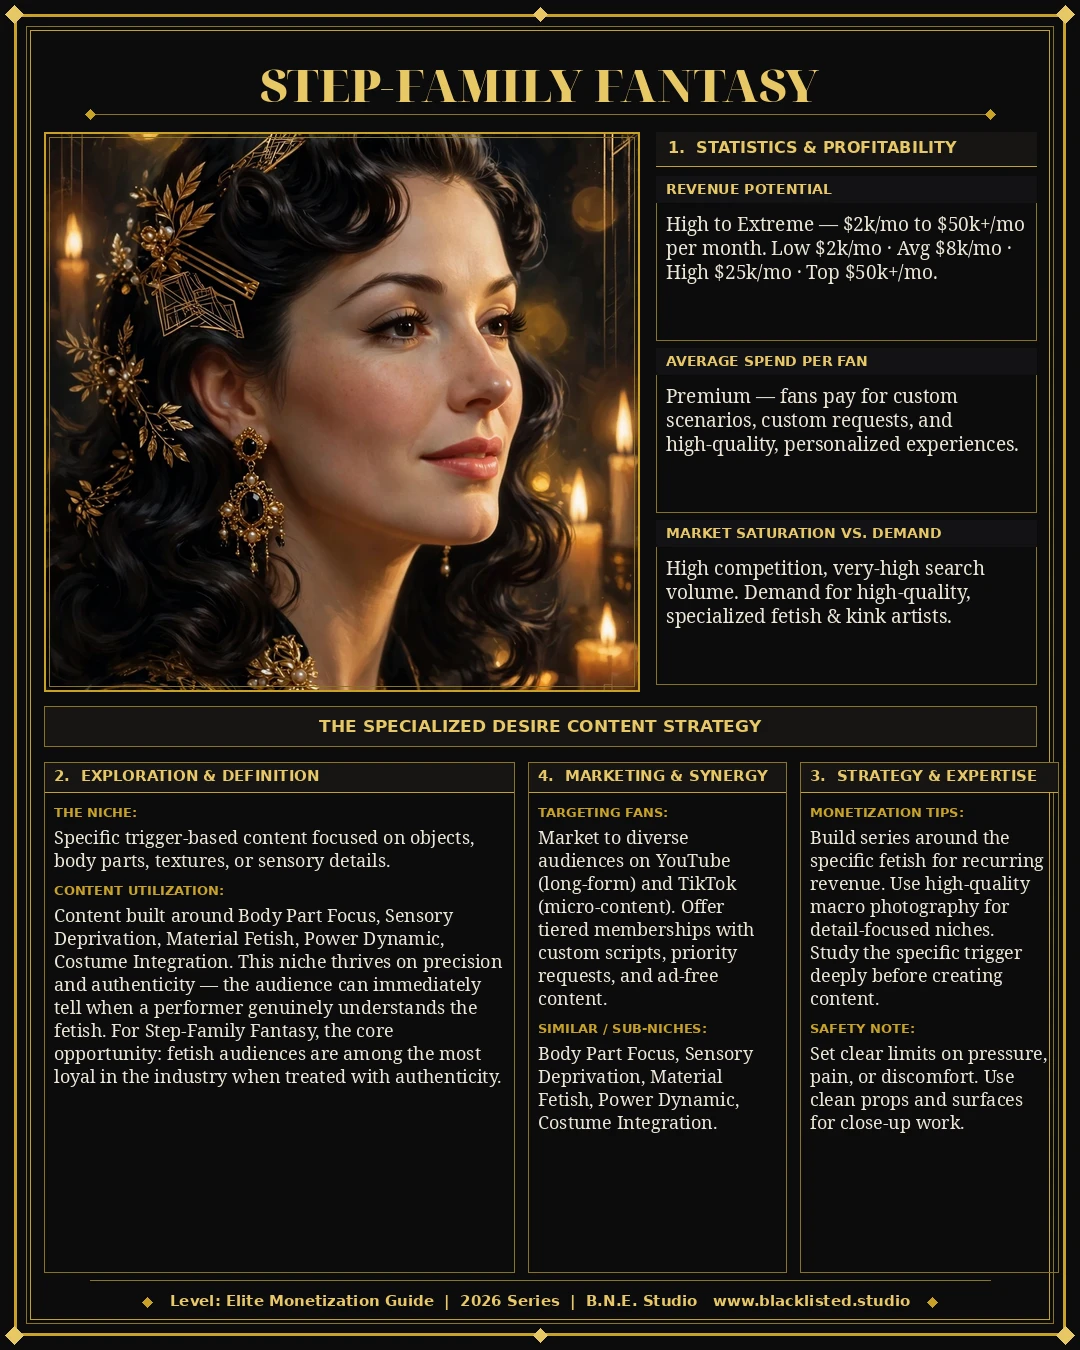 STEP-FAMILY FANTASY
1. STATISTICS & PROFITABILITY
REVENUE POTENTIAL
High to Extreme — $2k/mo to $50k+/mo
per month. Low $2k/mo · Avg $8k/mo ·
High $25k/mo · Top $50k+/mo.
AVERAGE SPEND PER FAN
Premium — fans pay for custom
scenarios, custom requests, and
high-quality, personalized experiences.
MARKET SATURATION VS. DEMAND
High competition, very-high search
volume. Demand for high-quality,
specialized fetish & kink artists.
THE SPECIALIZED DESIRE CONTENT STRATEGY
2. EXPLORATION & DEFINITION
THE NICHE:
Specific trigger-based content focused on objects,
body parts, textures, or sensory details.
CONTENT UTILIZATION:
Content built around Body Part Focus, Sensory
Deprivation, Material Fetish, Power Dynamic,
Costume Integration. This niche thrives on precision
and authenticity — the audience can immediately
tell when a performer genuinely understands the
fetish. For Step-Family Fantasy, the core
opportunity: fetish audiences are among the most
loyal in the industry when treated with authenticity.
4. MARKETING & SYNERGY
TARGETING FANS:
Market to diverse
audiences on YouTube
(long-form) and TikTok
(micro-content). Offer
tiered memberships with
custom scripts, priority
requests, and ad-free
content.
SIMILAR / SUB-NICHES:
Body Part Focus, Sensory
Deprivation, Material
Fetish, Power Dynamic,
Costume Integration.
3. STRATEGY & EXPERTISE
MONETIZATION TIPS:
Build series around the
specific fetish for recurring
revenue. Use high-quality
macro photography for
detail-focused niches.
Study the specific trigger
deeply before creating
content.
SAFETY NOTE:
Set clear limits on pressure,
pain, or discomfort. Use
clean props and surfaces
for close-up work.
Level: Elite Monetization Guide | 2026 Series | B.N.E. Studio www.blacklisted.studio